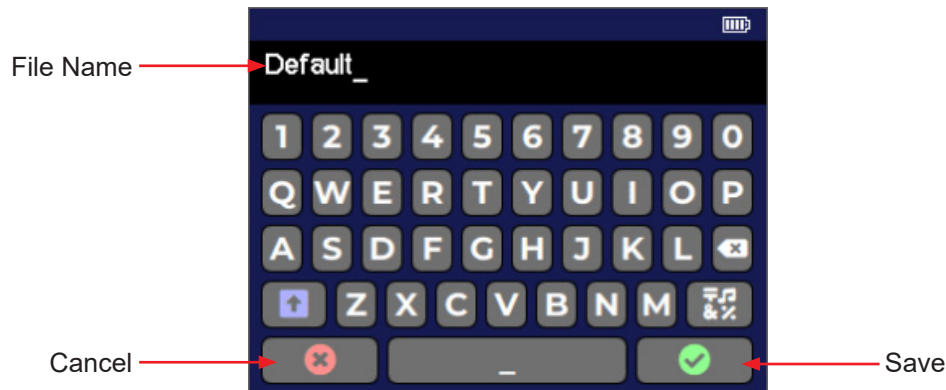 File Name
Default_
1 2 3 4 5 6 7 8 9 0
Q W E R T Y U I O P
A S D F G H J K L
Z X C V B N M &%
Cancel
_
Save